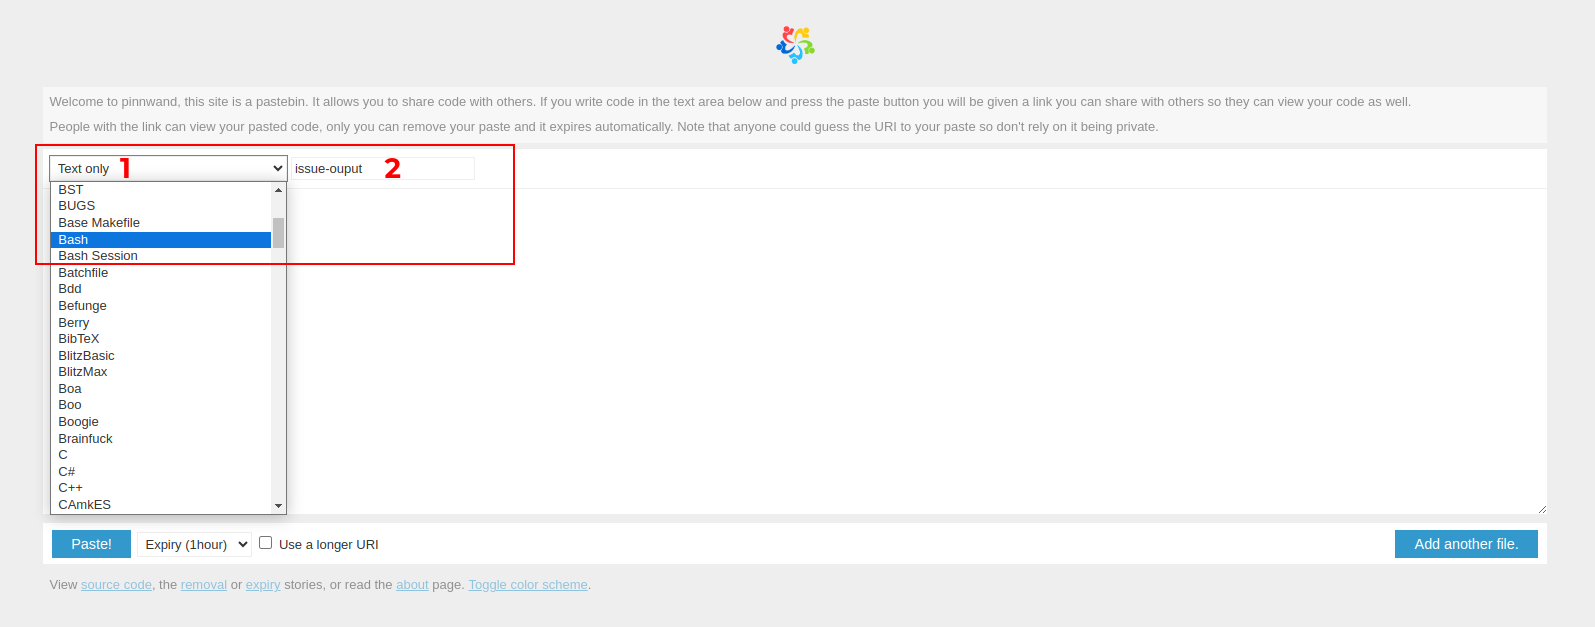 Welcome to pinnwand, this site is a pastebin. It allows you to share code with others. If you write code in the text area below and press the paste button you will be given a link you can share with others so they can view your code as well.
People with the link can view your pasted code, only you can remove your paste and it expires automatically. Note that anyone could guess the URI to your paste so don't rely on it being private.
Text only 1 issue-ouput 2
BST
BUGS
Base Makefile
Bash
Bash Session
Batchfile
Bdd
Befunge
Berry
BibTeX
BlitzBasic
BlitzMax
Boa
Boo
Boogie
Brainfuck
C
C#
C++
CAmkES
Paste! Expiry (1hour) Use a longer URI Add another file.
View source code, the removal or expiry stories, or read the about page. Toggle color scheme.